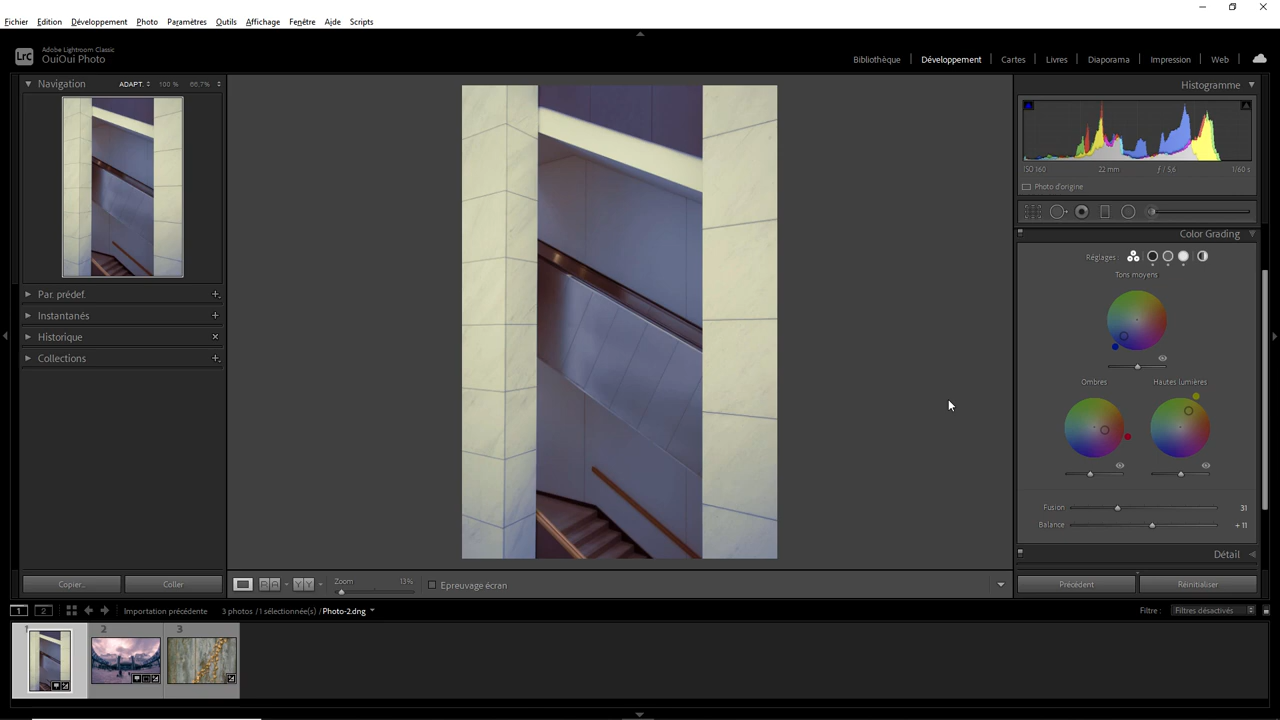 Fichier Edition Développement Photo Paramètres Outils Affichage Fenêtre Aide Scripts
Adobe Lightroom Classic
OuiOui Photo
Bibliothèque | Développement | Cartes | Livres | Diaporama | Impression | Web
Navigation ADAPT. 100 % 66,7%
Histogramme
ISO 160 22 mm ƒ / 5,6 1/60 s
Photo d'origine
Color Grading
Réglages :
Tons moyens
Par. prédef.
Instantanés
Historique
Collections
Ombres Hautes lumières
Fusion 31
Balance + 11
Détail
Copier... Coller
Zoom 13%
Epreuvage écran
Précédent Réinitialiser
1 2 Importation précédente 3 photos /1 sélectionnée(s) /Photo-2.dng
Filtre : Filtres désactivés
1 2 3